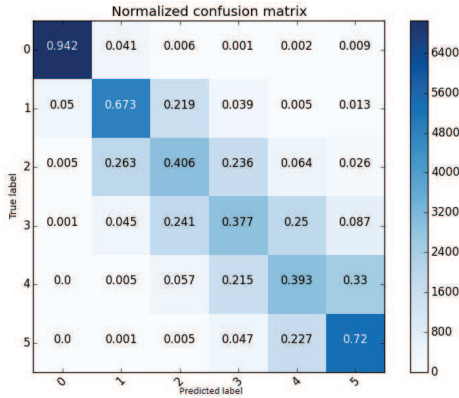 Normalized confusion matrix
0 0.942 0.041 0.006 0.001 0.002 0.009
1 0.05 0.673 0.219 0.039 0.005 0.013
2 0.005 0.263 0.406 0.236 0.064 0.026
3 0.001 0.045 0.241 0.377 0.25 0.087
4 0.0 0.005 0.057 0.215 0.393 0.33
5 0.0 0.001 0.005 0.047 0.227 0.72
0 1 2 3 4 5
True label
Predicted label
6400
5600
4800
4000
3200
2400
1600
800
0